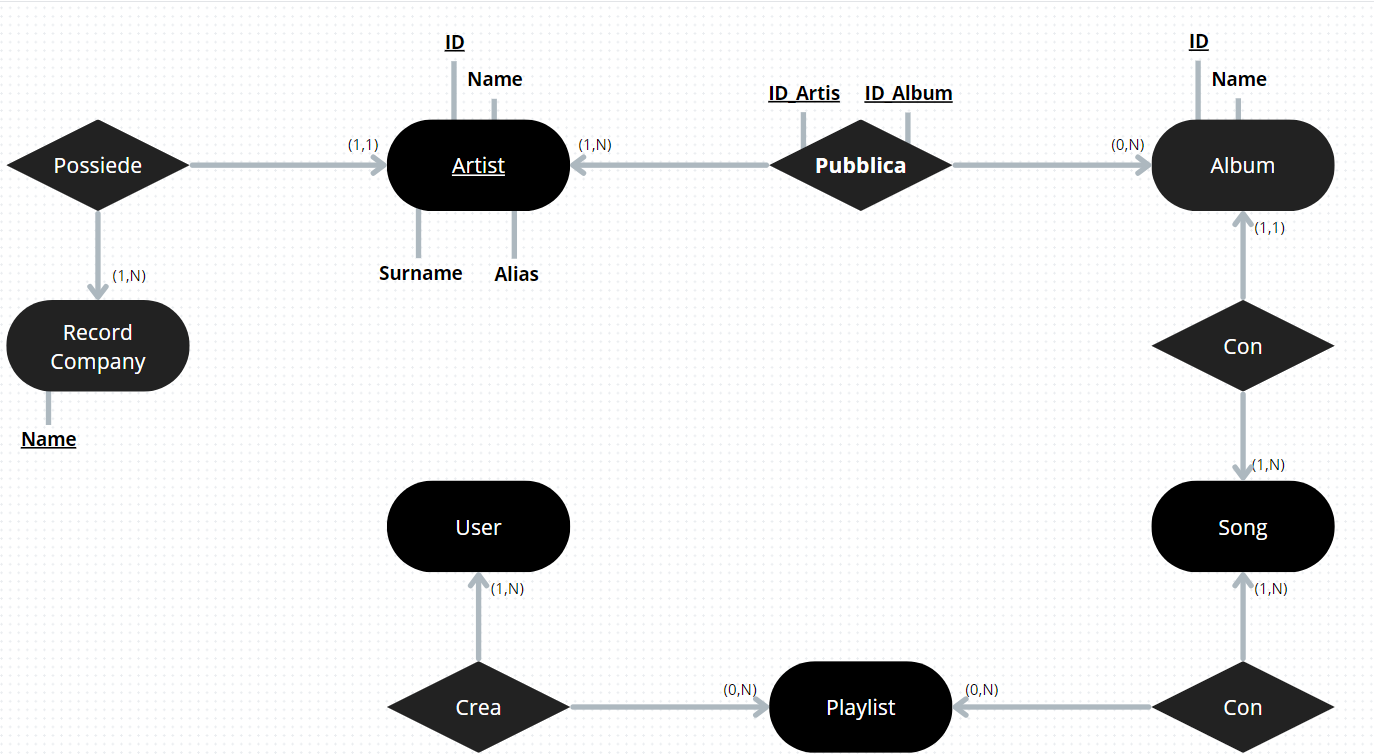 ID
Name
ID_Artis
ID_Album
ID
Name
Possiede
(1,1)
Artist
(1,N)
Pubblica
(0,N)
Album
Surname
Alias
(1,1)
(1,N)
Record
Company
Name
Con
(1,N)
User
Song
(1,N)
(1,N)
Crea
(0,N)
Playlist
(0,N)
Con